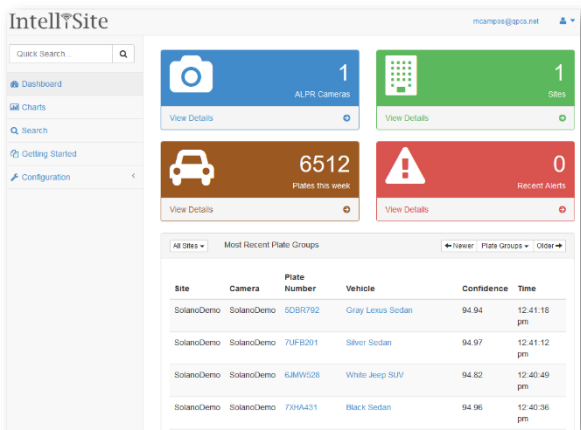 IntelliSite
mcampos@qpcs.net
Quick Search...
Dashboard
Charts
Search
Getting Started
Configuration
1
ALPR Cameras
View Details
1
Sites
View Details
6512
Plates this week
View Details
0
Recent Alerts
View Details
All Sites
Most Recent Plate Groups
Newer Plate Groups Older
Site Camera Plate Number Vehicle Confidence Time
SolanoDemo SolanoDemo 5DBR792 Gray Lexus Sedan 94.94 12:41:18 pm
SolanoDemo SolanoDemo 7UFB201 Silver Sedan 94.97 12:41:12 pm
SolanoDemo SolanoDemo 6JMW528 White Jeep SUV 94.82 12:40:49 pm
SolanoDemo SolanoDemo 7XHA431 Black Sedan 94.96 12:40:36 pm